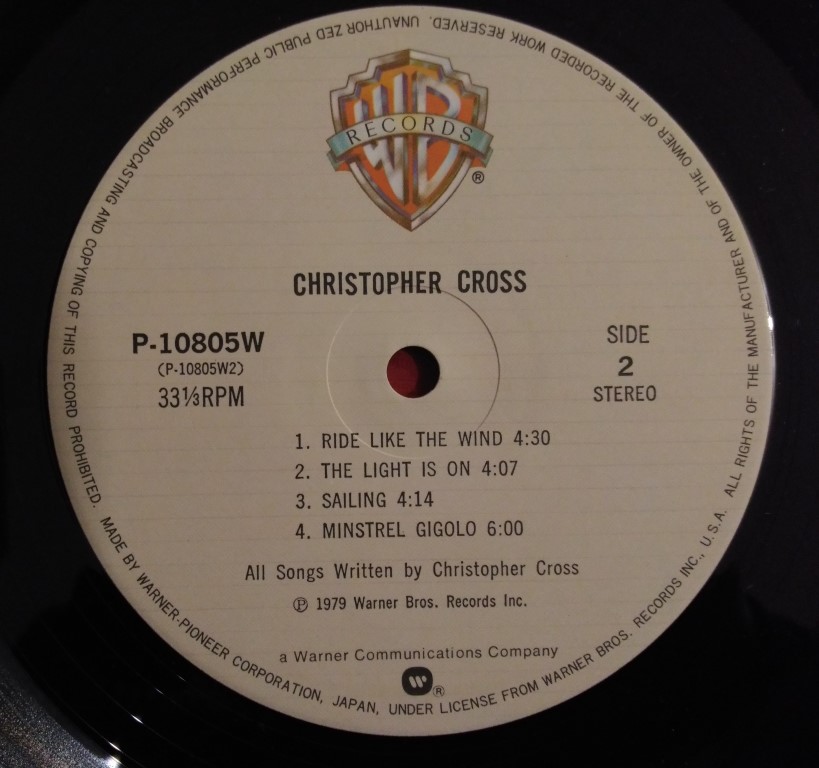 WB
RECORDS
®
CHRISTOPHER CROSS
P-10805W
(P-10805W2)
33⅓RPM
SIDE
2
STEREO
1. RIDE LIKE THE WIND 4:30
2. THE LIGHT IS ON 4:07
3. SAILING 4:14
4. MINSTREL GIGOLO 6:00
All Songs Written by Christopher Cross
℗ 1979 Warner Bros. Records Inc.
a Warner Communications Company
®
MADE BY WARNER-PIONEER CORPORATION, JAPAN, UNDER LICENSE FROM WARNER BROS. RECORDS INC., U.S.A. ALL RIGHTS OF THE MANUFACTURER AND OF THE OWNER OF THE RECORDED WORK RESERVED. UNAUTHOR ZED PUBLIC PERFORMANCE BROADCASTING AND COPYING OF THIS RECORD PROHIBITED.